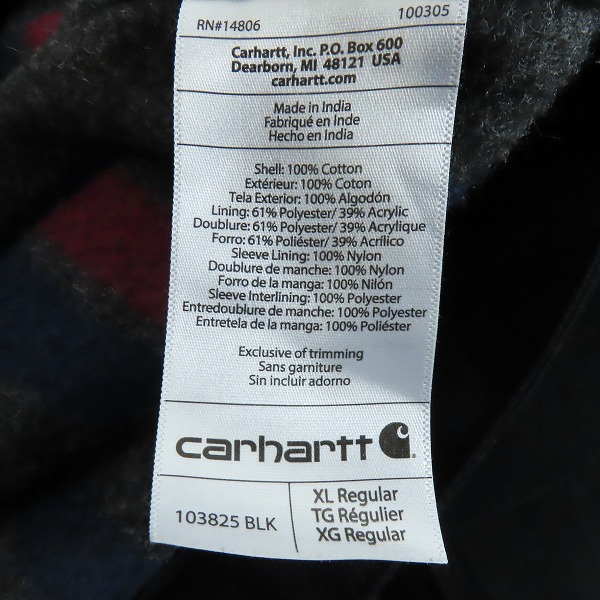 RN#14806 100305
Carhartt, Inc. P.O. Box 600
Dearborn, MI 48121 USA
carhartt.com
Made in India
Fabriqué en Inde
Hecho en India
Shell: 100% Cotton
Extérieur: 100% Coton
Tela Exterior: 100% Algodón
Lining: 61% Polyester/ 39% Acrylic
Doublure: 61% Polyester/ 39% Acrylique
Forro: 61% Poliéster/ 39% Acrílico
Sleeve Lining: 100% Nylon
Doublure de manche: 100% Nylon
Forro de la manga: 100% Nilón
Sleeve Interlining: 100% Polyester
Entredoublure de manche: 100% Polyester
Entretela de la manga: 100% Poliéster
Exclusive of trimming
Sans garniture
Sin incluir adorno
carhartt
103825 BLK
XL Regular
TG Régulier
XG Regular